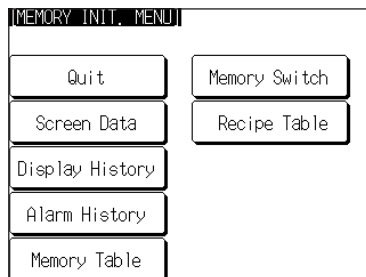 [MEMORY INIT. MENU]
Quit
Memory Switch
Screen Data
Recipe Table
Display History
Alarm History
Memory Table